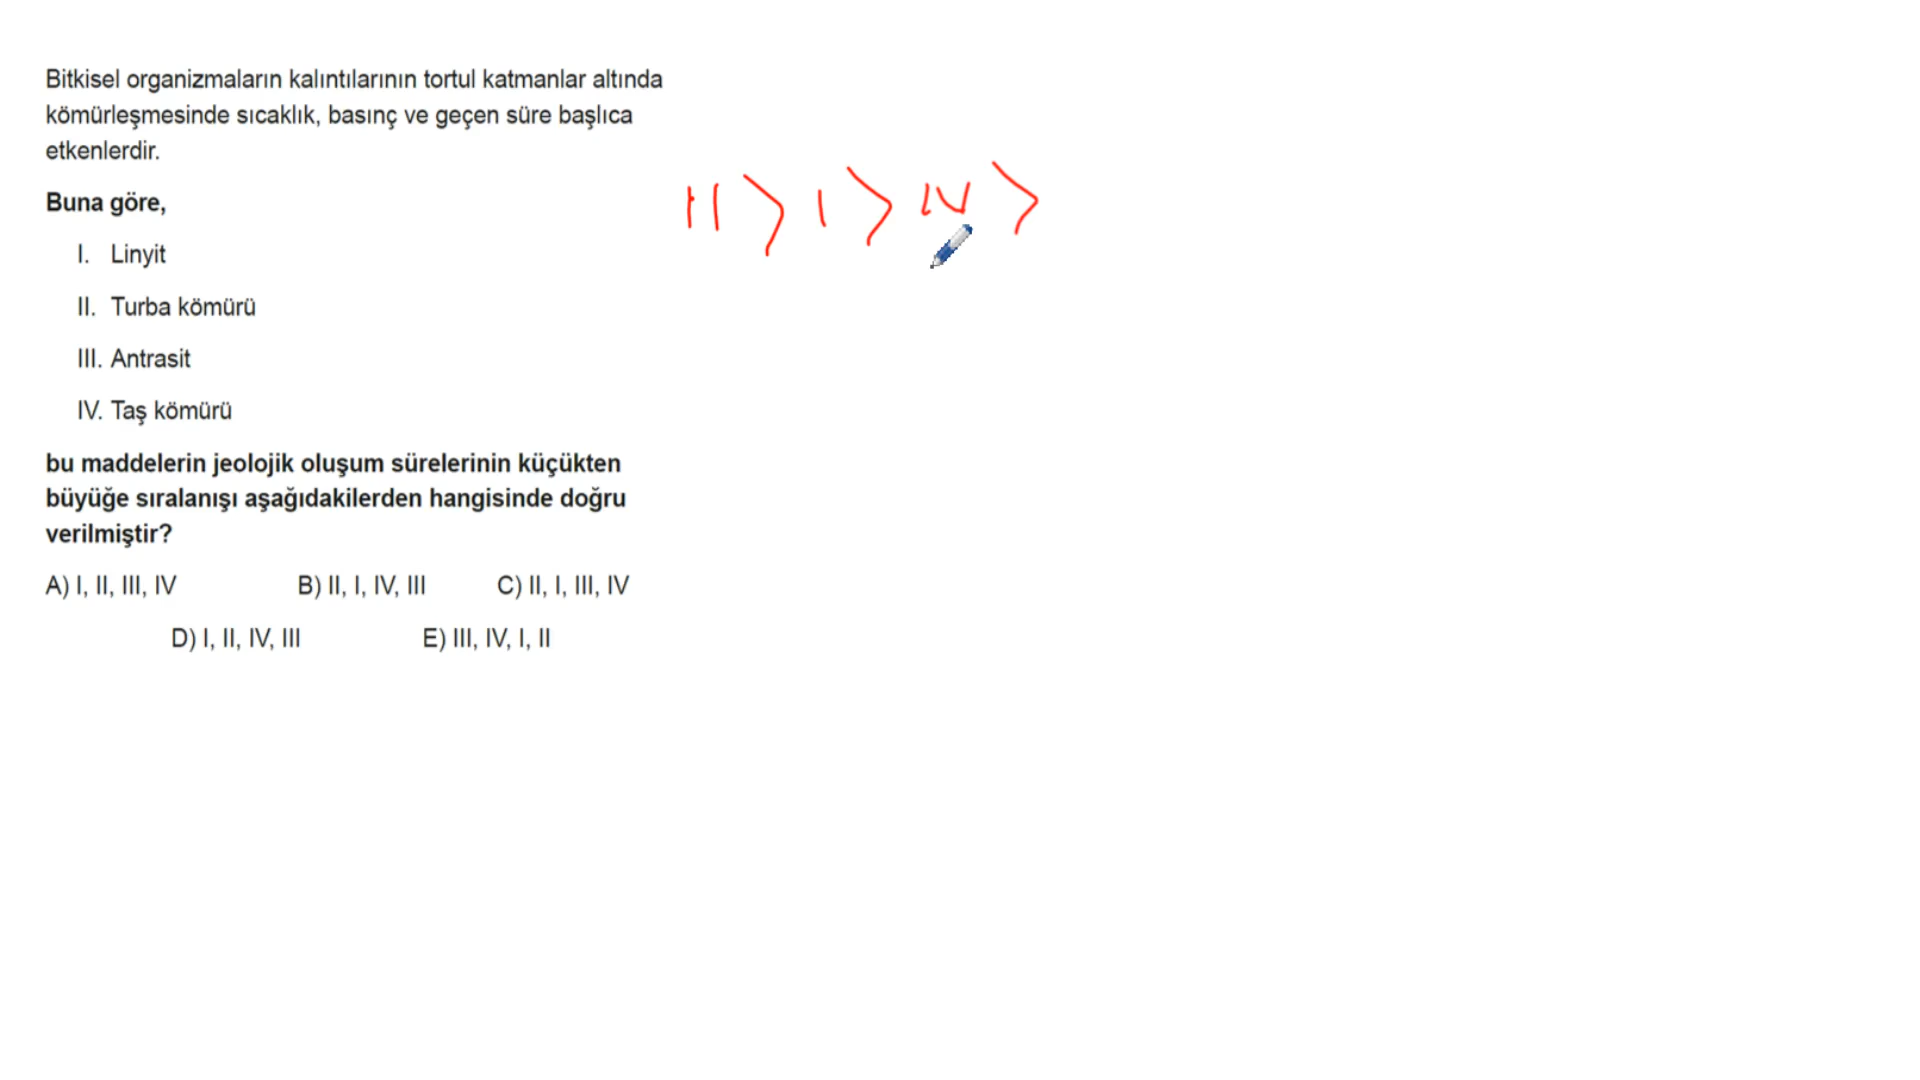 Bitkisel organizmaların kalıntılarının tortul katmanlar altında
kömürleşmesinde sıcaklık, basınç ve geçen süre başlıca
etkenlerdir.
Buna göre,
II > I > IV >
I. Linyit
II. Turba kömürü
III. Antrasit
IV. Taş kömürü
bu maddelerin jeolojik oluşum sürelerinin küçükten
büyüğe sıralanışı aşağıdakilerden hangisinde doğru
verilmiştir?
A) I, II, III, IV B) II, I, IV, III C) II, I, III, IV
D) I, II, IV, III E) III, IV, I, II